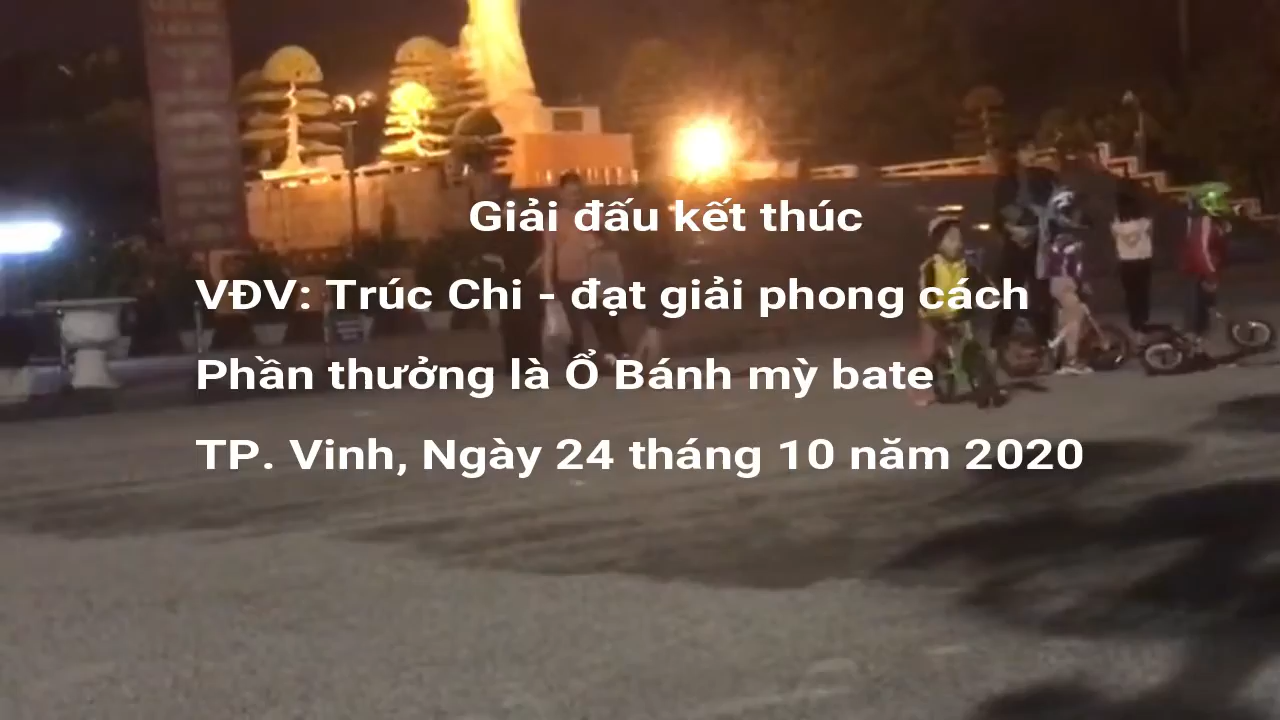 Giải đấu kết thúc
VĐV: Trúc Chi - đạt giải phong cách
Phần thưởng là Ổ Bánh mỳ bate
TP. Vinh, Ngày 24 tháng 10 năm 2020